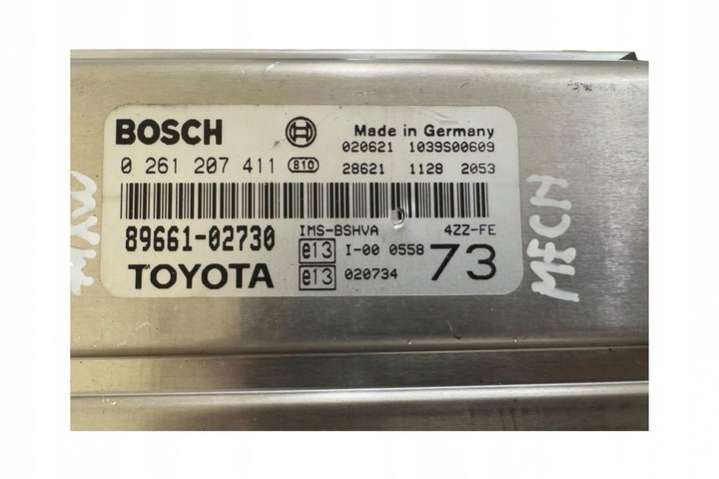 BOSCH
Made in Germany
020621 1039S00609
0 261 207 411 810
28621 1128 2053
89661-02730
IMS-BSHVA 4ZZ-FE
e13 I-00 0558
TOYOTA
e13 020734
73
MECH